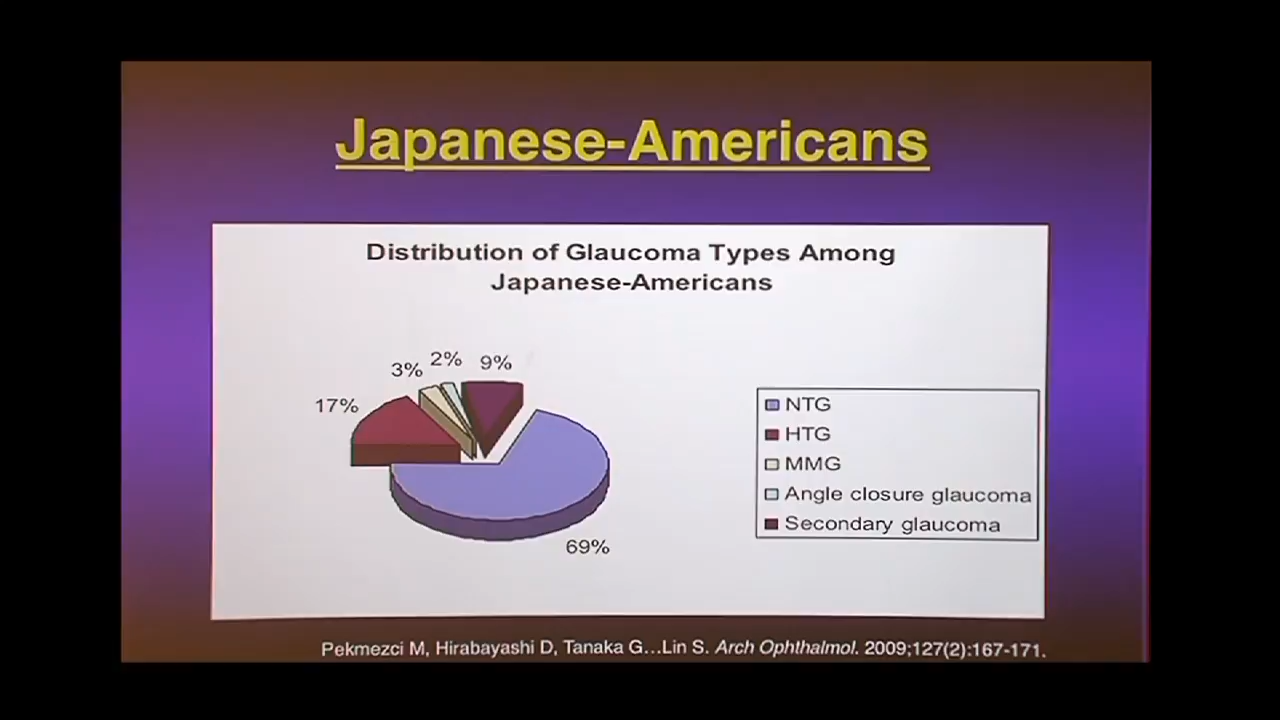 Japanese-Americans
Distribution of Glaucoma Types Among
Japanese-Americans
3% 2% 9%
17%
69%
NTG
HTG
MMG
Angle closure glaucoma
Secondary glaucoma
Pekmezci M, Hirabayashi D, Tanaka G...Lin S. Arch Ophthalmol. 2009;127(2):167-171.